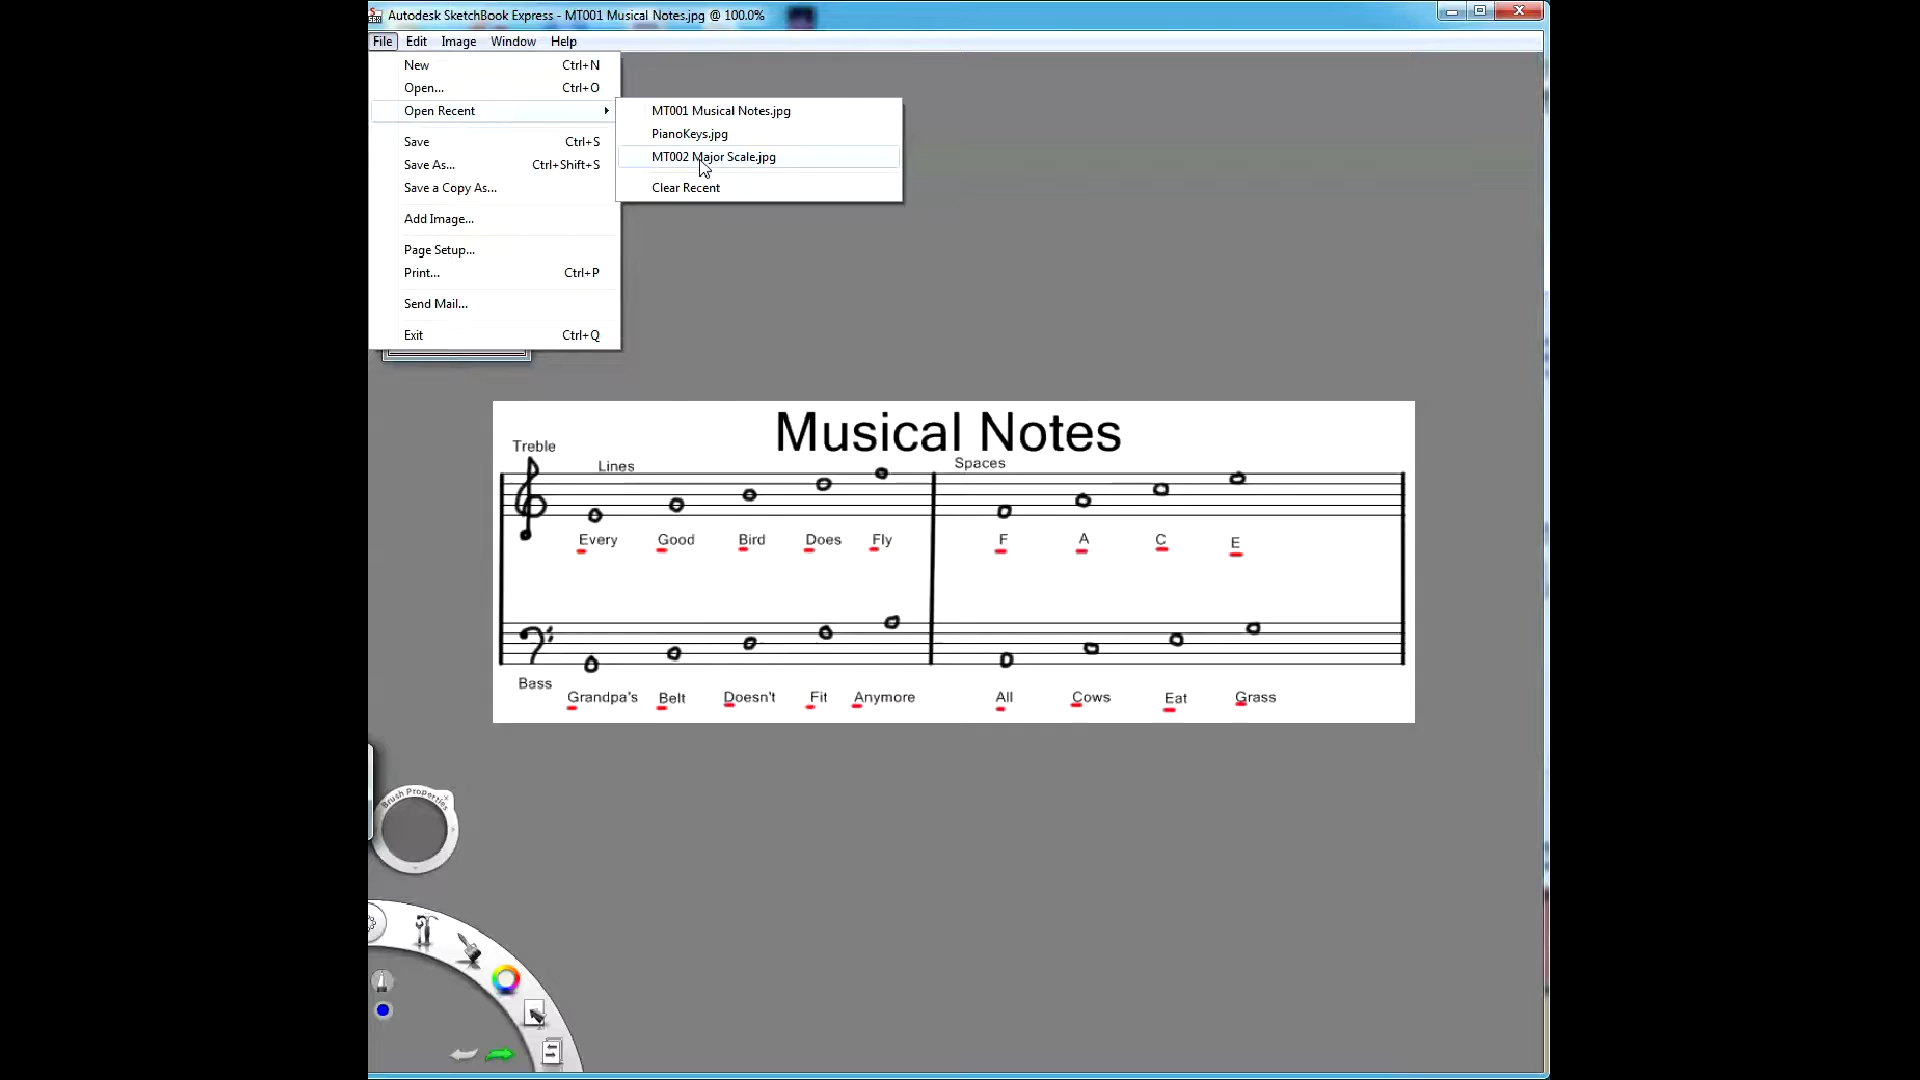 Autodesk SketchBook Express - MT001 Musical Notes.jpg @ 100.0%
File Edit Image Window Help
New Ctrl+N
Open... Ctrl+O
Open Recent
MT001 Musical Notes.jpg
PianoKeys.jpg
MT002 Major Scale.jpg
Clear Recent
Save Ctrl+S
Save As... Ctrl+Shift+S
Save a Copy As...
Add Image...
Page Setup...
Print... Ctrl+P
Send Mail...
Exit Ctrl+Q
Musical Notes
Treble
Lines Spaces
Every Good Bird Does Fly F A C E
Bass
Grandpa's Belt Doesn't Fit Anymore All Cows Eat Grass
Brush Properties